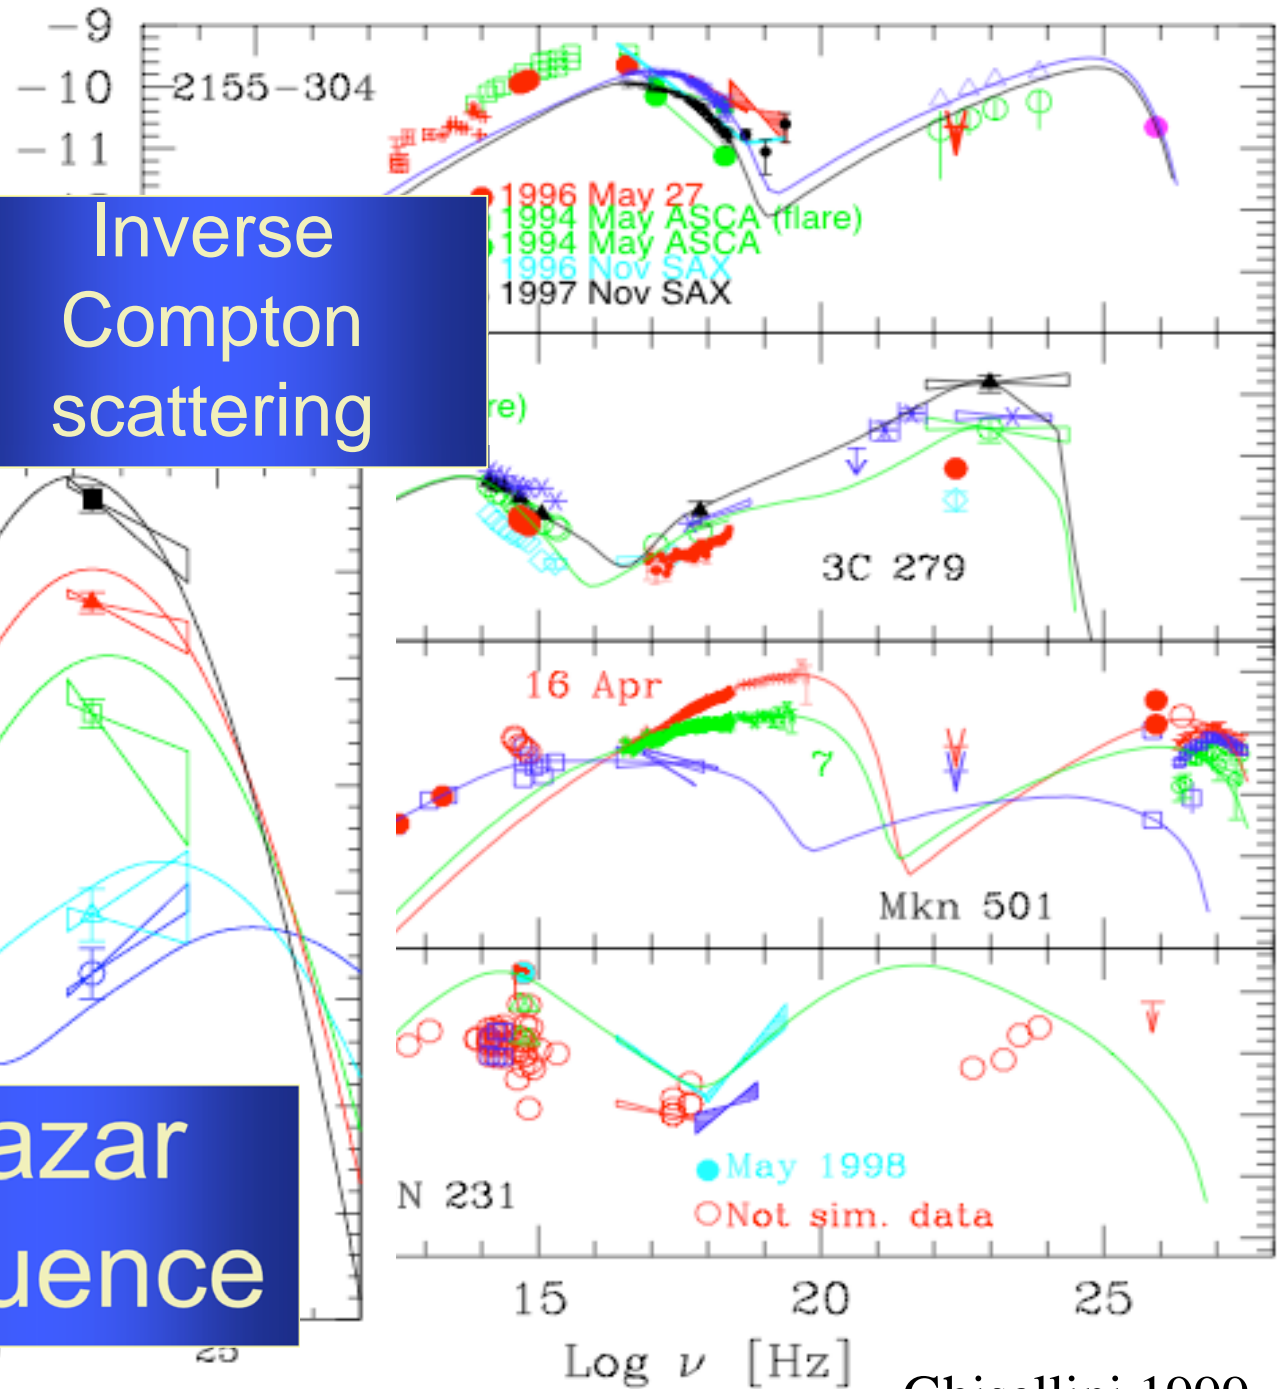 -9
-10
-11
2155-304
1996 May 27
1994 May ASCA (flare)
1994 May ASCA
1996 Nov SAX
1997 Nov SAX
Inverse
Compton
scattering
re)
3C 279
16 Apr
7
Mkn 501
N 231
May 1998
Not sim. data
azar
uence
15
20
25
Log ν [Hz]